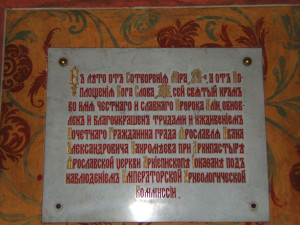 Въ лѣто отъ Сотворенія Міра, и отъ Во
площенія Бога Слова сей святый храмъ
во имя честнаго и славнаго Пророка Иліи, обнов
ленъ и благоукрашенъ трудами и иждивеніемъ
Почетнаго Гражданина града Ярославля Ивана
Александровича Вахромѣева при Архипастырѣ
Ярославской церкви Архіепископѣ подъ
наблюденіемъ Императорской Археологической
Коммиссіи